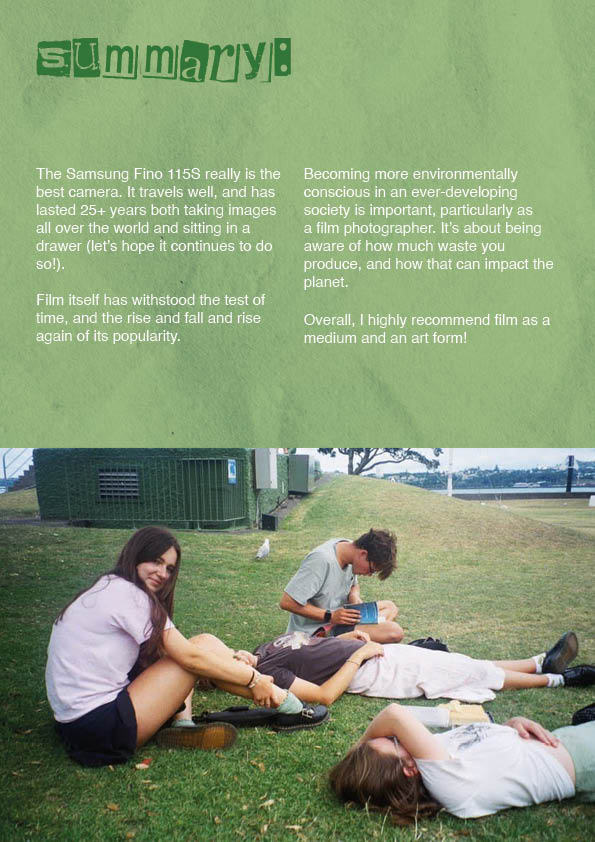 summary:
The Samsung Fino 115S really is the
best camera. It travels well, and has
lasted 25+ years both taking images
all over the world and sitting in a
drawer (let's hope it continues to do
so!).
Film itself has withstood the test of
time, and the rise and fall and rise
again of its popularity.
Becoming more environmentally
conscious in an ever-developing
society is important, particularly as
a film photographer. It's about being
aware of how much waste you
produce, and how that can impact the
planet.
Overall, I highly recommend film as a
medium and an art form!